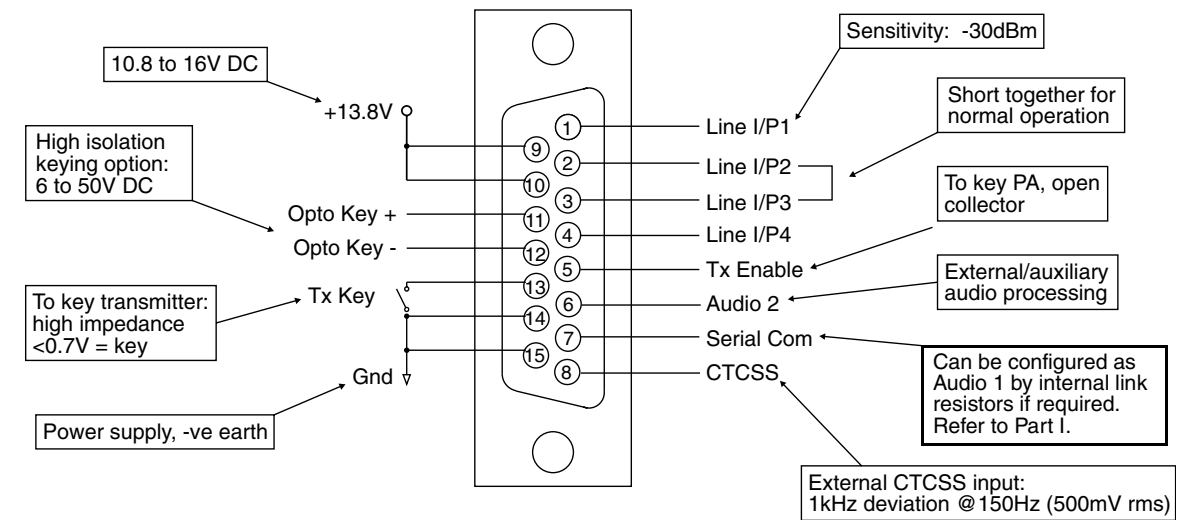 Sensitivity: -30dBm
10.8 to 16V DC
+13.8V
Short together for
normal operation
High isolation
keying option:
6 to 50V DC
1
Line I/P1
9
2
Line I/P2
10
3
Line I/P3
To key PA, open
collector
Opto Key +
11
4
Line I/P4
Opto Key -
12
5
Tx Enable
External/auxiliary
audio processing
To key transmitter:
high impedance
<0.7V = key
Tx Key
13
6
Audio 2
14
7
Serial Com
15
8
CTCSS
Can be configured as
Audio 1 by internal link
resistors if required.
Refer to Part I.
Gnd
Power supply, -ve earth
External CTCSS input:
1kHz deviation @150Hz (500mV rms)